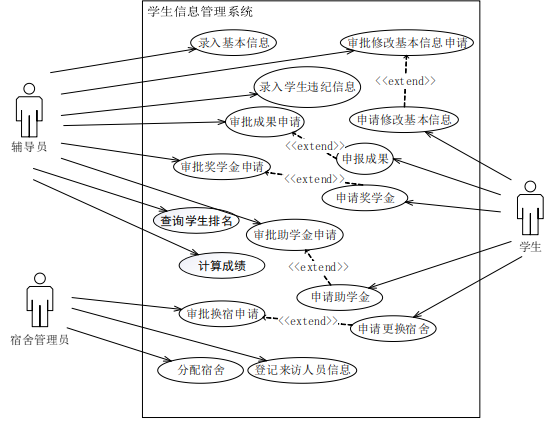 学生信息管理系统
录入基本信息
审批修改基本信息申请
<<extend>>
录入学生违纪信息
审批成果申请
申请修改基本信息
辅导员
<<extend>>
申报成果
审批奖学金申请
<<extend>>
申请奖学金
查询学生排名
审批助学金申请
学生
计算成绩
<<extend>>
申请助学金
审批换宿申请
<<extend>>
申请更换宿舍
宿舍管理员
分配宿舍
登记来访人员信息